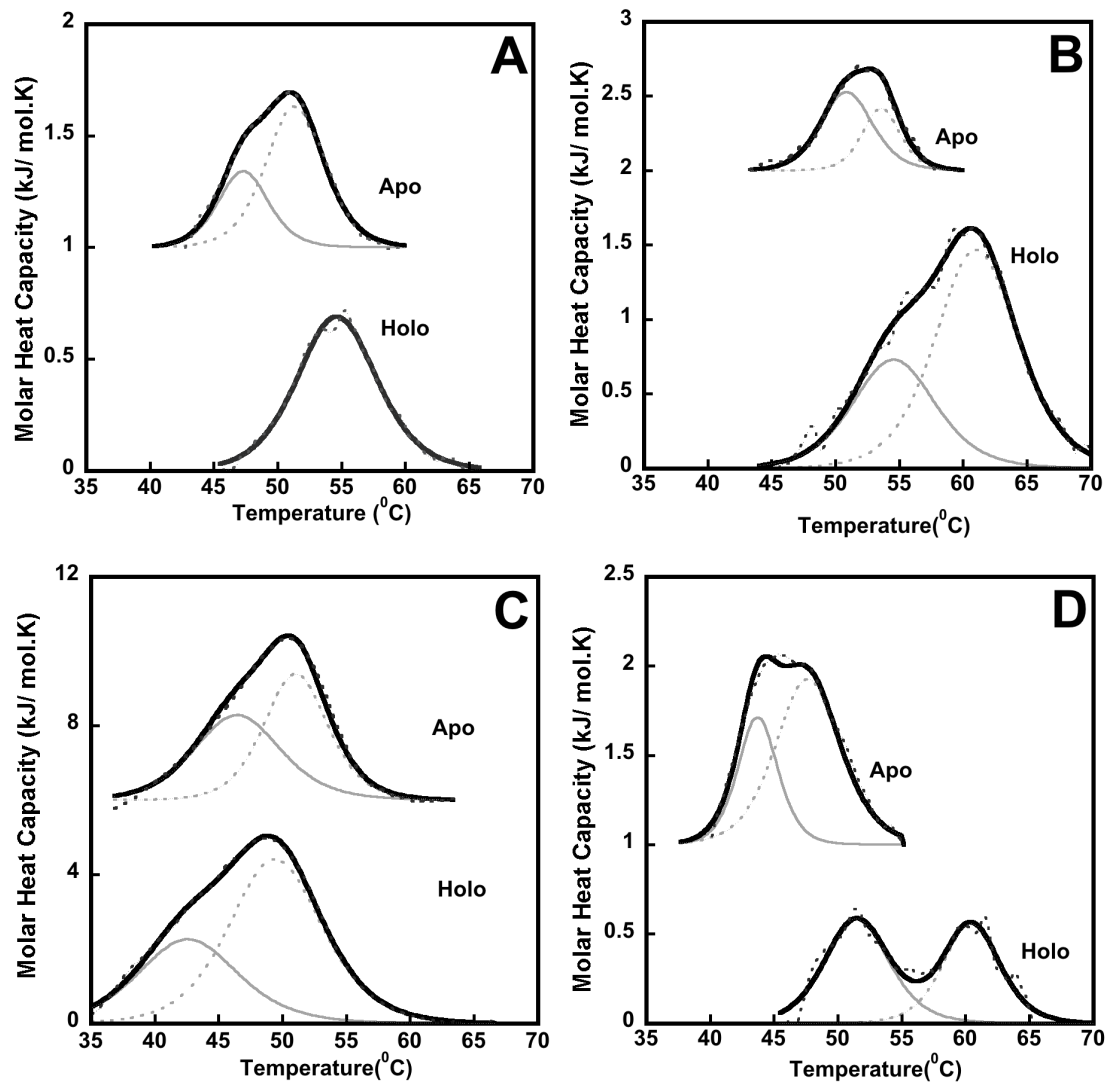 A
2
1.5
1
0.5
0
Molar Heat Capacity (kJ/ mol.K)
Apo
Holo
35 40 45 50 55 60 65 70
Temperature (⁰C)
B
3
2.5
2
1.5
1
0.5
0
Molar Heat Capacity (kJ/ mol.K)
Apo
Holo
35 40 45 50 55 60 65 70
Temperature(⁰C)
C
12
8
4
0
Molar Heat Capacity (kJ/ mol.K)
Apo
Holo
35 40 45 50 55 60 65 70
Temperature(⁰C)
D
2.5
2
1.5
1
0.5
0
Molar Heat Capacity (kJ/ mol.K)
Apo
Holo
35 40 45 50 55 60 65 70
Temperature(⁰C)